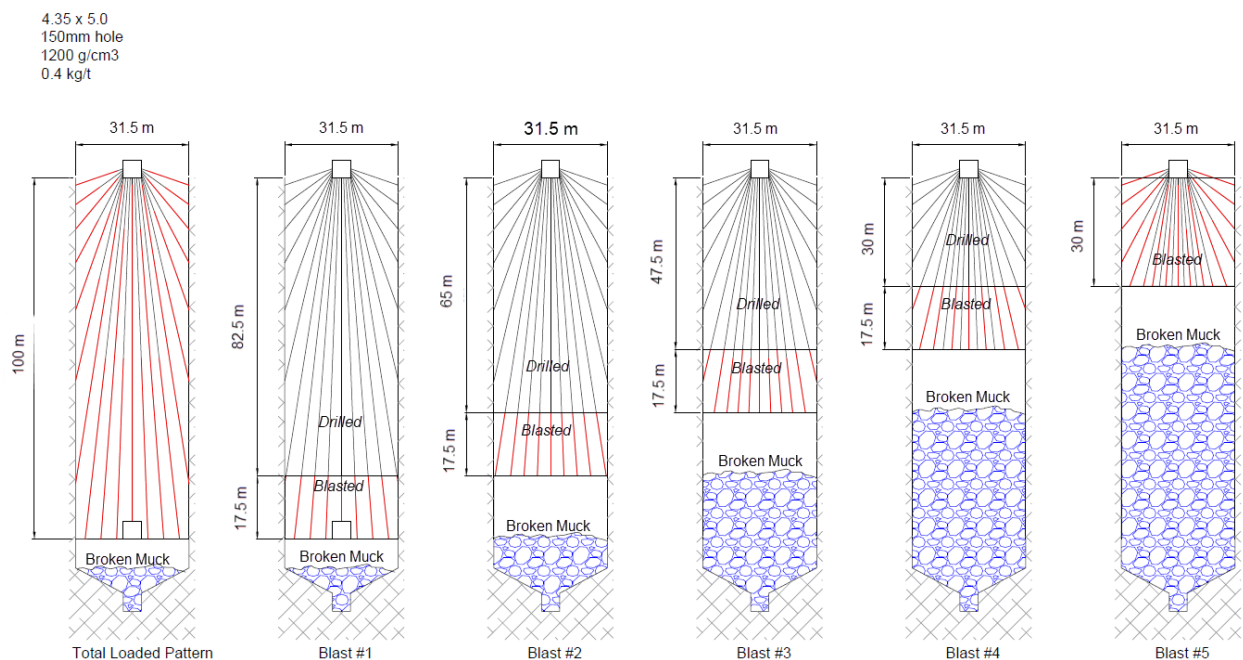 4.35 x 5.0
150mm hole
1200 g/cm3
0.4 kg/t
31.5 m
100 m
Broken Muck
Total Loaded Pattern
31.5 m
82.5 m
Drilled
Blasted
17.5 m
Broken Muck
Blast #1
31.5 m
65 m
Drilled
Blasted
17.5 m
Broken Muck
Blast #2
31.5 m
47.5 m
Drilled
Blasted
17.5 m
Broken Muck
Blast #3
31.5 m
30 m
Drilled
Blasted
17.5 m
Broken Muck
Blast #4
31.5 m
30 m
Blasted
Broken Muck
Blast #5